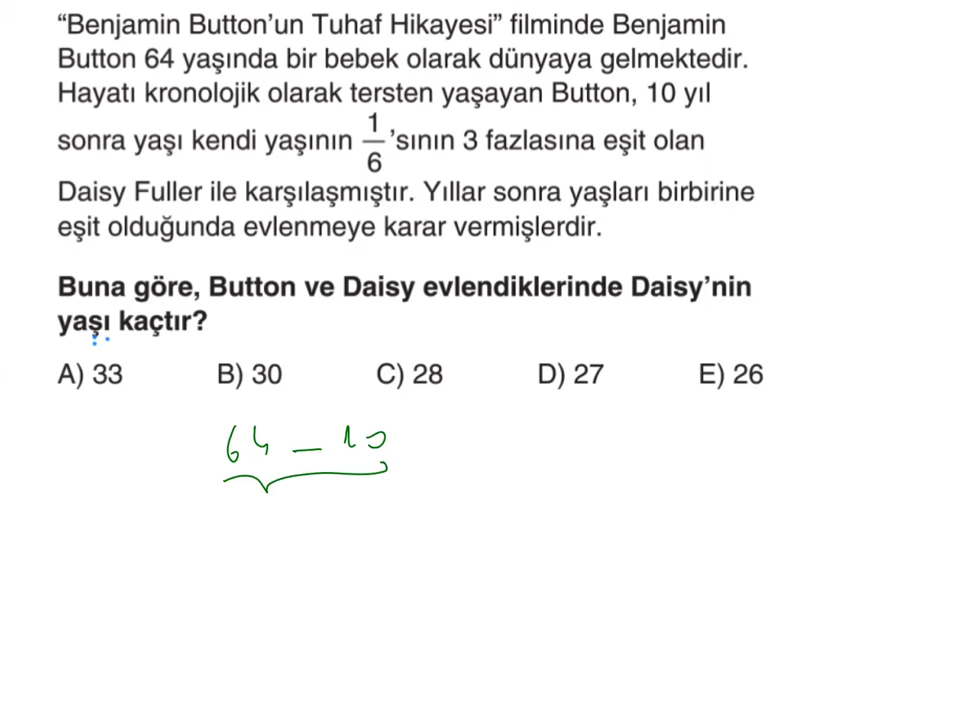 “Benjamin Button’un Tuhaf Hikayesi” filminde Benjamin
Button 64 yaşında bir bebek olarak dünyaya gelmektedir.
Hayatı kronolojik olarak tersten yaşayan Button, 10 yıl
sonra yaşı kendi yaşının 1/6 ’sının 3 fazlasına eşit olan
Daisy Fuller ile karşılaşmıştır. Yıllar sonra yaşları birbirine
eşit olduğunda evlenmeye karar vermişlerdir.
Buna göre, Button ve Daisy evlendiklerinde Daisy’nin
yaşı kaçtır?
A) 33 B) 30 C) 28 D) 27 E) 26
64 – 10